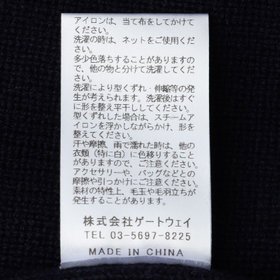 アイロンは、当て布をしてかけて
ください。
洗濯の時は、ネットをご使用くだ
さい。
多少色落ちすることがありますの
で、他の物と分けて洗濯してくだ
さい。
洗濯により型くずれ・伸縮等の発
生が考えられます。洗濯後はすぐ
に形を整え平干ししてください。
型くずれした場合は、スチームア
イロンを浮かしながらかけ、形を
整えてください。
汗や摩擦、雨で濡れた時は、他の
衣類(特に白)に色移りすることが
ありますので、ご注意ください。
アクセサリーや、バッグなどとの
摩擦や引っかけにご注意ください。
素材の特性上、毛玉や毛羽立ちが
発生することがあります。
株式会社ゲートウェイ
TEL 03-5697-8225
MADE IN CHINA